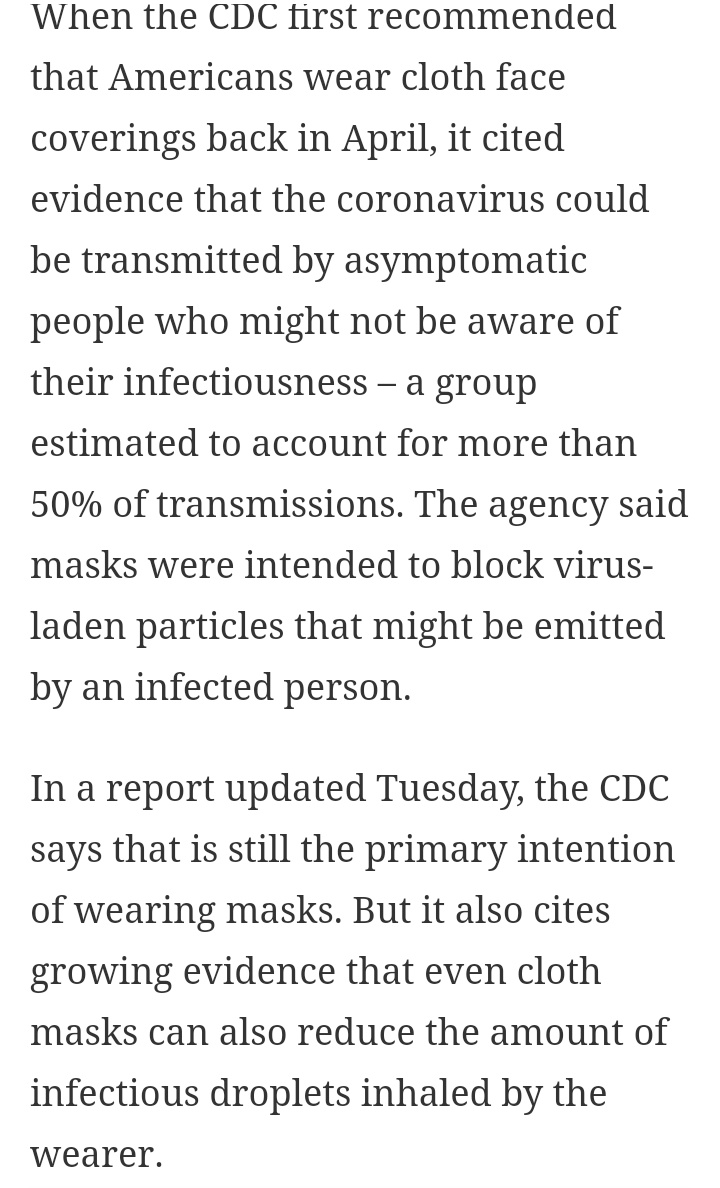 When the CDC first recommended
that Americans wear cloth face
coverings back in April, it cited
evidence that the coronavirus could
be transmitted by asymptomatic
people who might not be aware of
their infectiousness – a group
estimated to account for more than
50% of transmissions. The agency said
masks were intended to block virus-
laden particles that might be emitted
by an infected person.
In a report updated Tuesday, the CDC
says that is still the primary intention
of wearing masks. But it also cites
growing evidence that even cloth
masks can also reduce the amount of
infectious droplets inhaled by the
wearer.